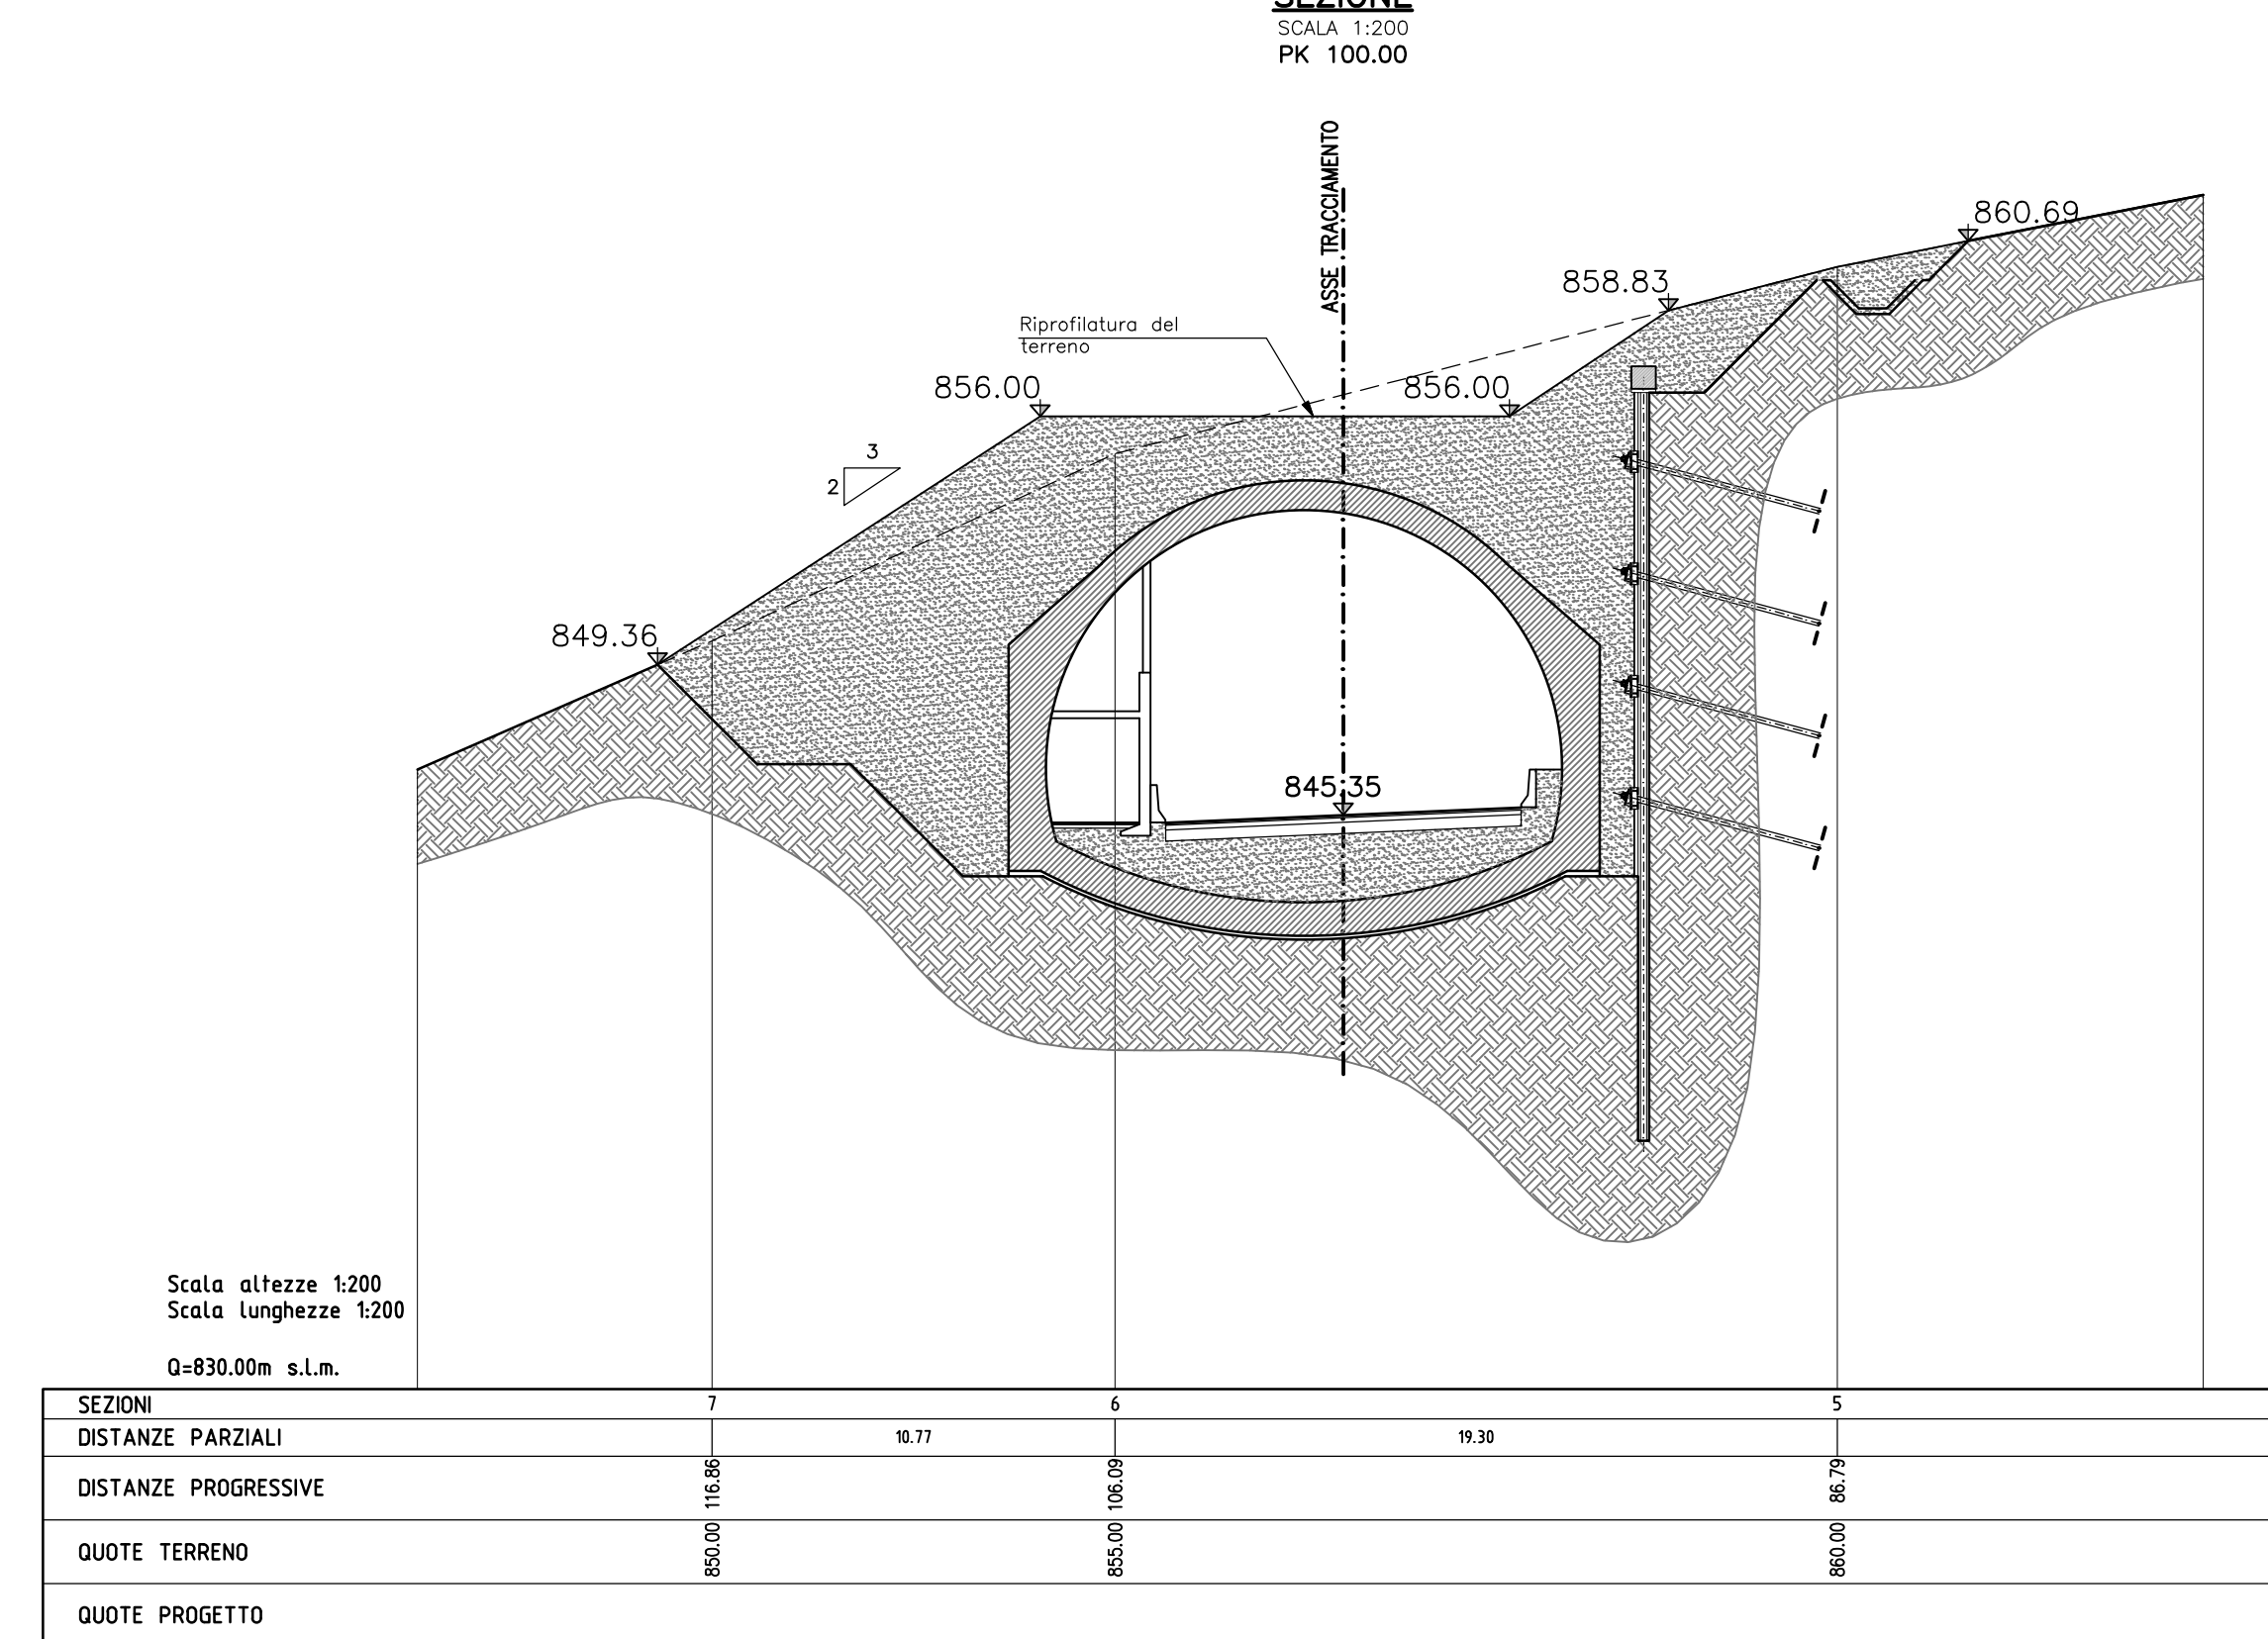 SEZIONE
SCALA 1:200
PK 100.00
ASSE TRACCIAMENTO
860.69
858.83
Riprofilatura del
terreno
856.00
856.00
3
2
849.36
845.35
Scala altezze 1:200
Scala lunghezze 1:200
Q=830.00m s.l.m.
SEZIONI 7 6 5
DISTANZE PARZIALI 10.77 19.30
DISTANZE PROGRESSIVE 116.86 106.09 86.79
QUOTE TERRENO 850.00 855.00 860.00
QUOTE PROGETTO